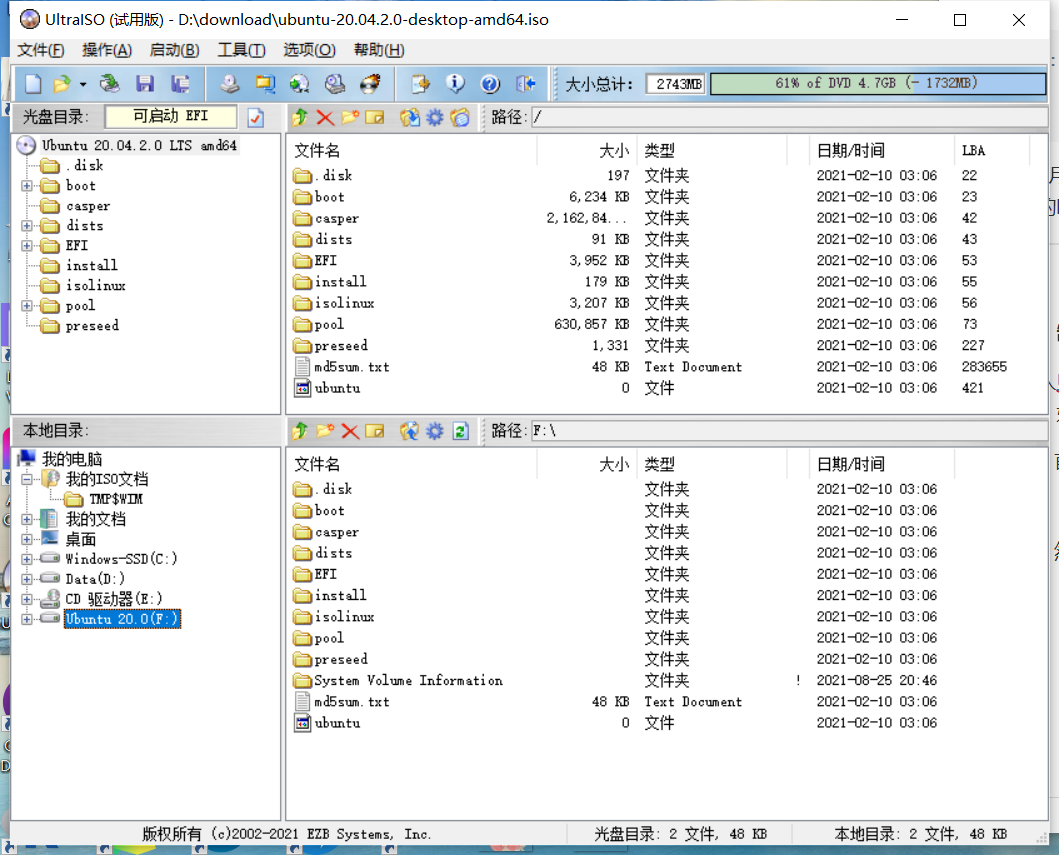 UltraISO (试用版) - D:\download\ubuntu-20.04.2.0-desktop-amd64.iso
文件(F) 操作(A) 启动(B) 工具(T) 选项(O) 帮助(H)
大小总计: 2743MB 61% of DVD 4.7GB (- 1732MB)
光盘目录: 可启动 EFI 路径: /
Ubuntu 20.04.2.0 LTS amd64
.disk
boot
casper
dists
EFI
install
isolinux
pool
preseed
文件名 大小 类型 日期/时间 LBA
.disk 197 文件夹 2021-02-10 03:06 22
boot 6,234 KB 文件夹 2021-02-10 03:06 23
casper 2,162,84... 文件夹 2021-02-10 03:06 42
dists 91 KB 文件夹 2021-02-10 03:06 43
EFI 3,952 KB 文件夹 2021-02-10 03:06 53
install 179 KB 文件夹 2021-02-10 03:06 55
isolinux 3,207 KB 文件夹 2021-02-10 03:06 56
pool 630,857 KB 文件夹 2021-02-10 03:06 73
preseed 1,331 文件夹 2021-02-10 03:06 227
md5sum.txt 48 KB Text Document 2021-02-10 03:06 283655
ubuntu 0 文件 2021-02-10 03:06 421
本地目录: 路径: F:\
我的电脑
我的ISO文档
TMP$WIM
我的文档
桌面
Windows-SSD(C:)
Data(D:)
CD 驱动器(E:)
Ubuntu 20.0(F:)
文件名 大小 类型 日期/时间
.disk 文件夹 2021-02-10 03:06
boot 文件夹 2021-02-10 03:06
casper 文件夹 2021-02-10 03:06
dists 文件夹 2021-02-10 03:06
EFI 文件夹 2021-02-10 03:06
install 文件夹 2021-02-10 03:06
isolinux 文件夹 2021-02-10 03:06
pool 文件夹 2021-02-10 03:06
preseed 文件夹 2021-02-10 03:06
System Volume Information 文件夹 ! 2021-08-25 20:46
md5sum.txt 48 KB Text Document 2021-02-10 03:06
ubuntu 0 文件 2021-02-10 03:06
版权所有 (c)2002-2021 EZB Systems, Inc. 光盘目录: 2 文件, 48 KB 本地目录: 2 文件, 48 KB